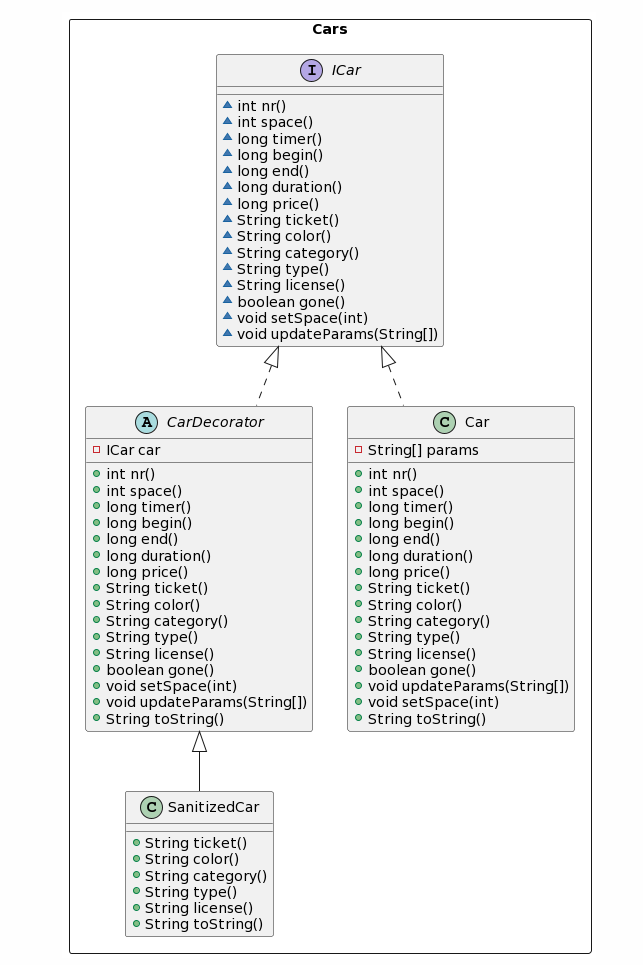 Cars
I ICar
int nr()
int space()
long timer()
long begin()
long end()
long duration()
long price()
String ticket()
String color()
String category()
String type()
String license()
boolean gone()
void setSpace(int)
void updateParams(String[])
A CarDecorator
ICar car
int nr()
int space()
long timer()
long begin()
long end()
long duration()
long price()
String ticket()
String color()
String category()
String type()
String license()
boolean gone()
void setSpace(int)
void updateParams(String[])
String toString()
C Car
String[] params
int nr()
int space()
long timer()
long begin()
long end()
long duration()
long price()
String ticket()
String color()
String category()
String type()
String license()
boolean gone()
void updateParams(String[])
void setSpace(int)
String toString()
C SanitizedCar
String ticket()
String color()
String category()
String type()
String license()
String toString()